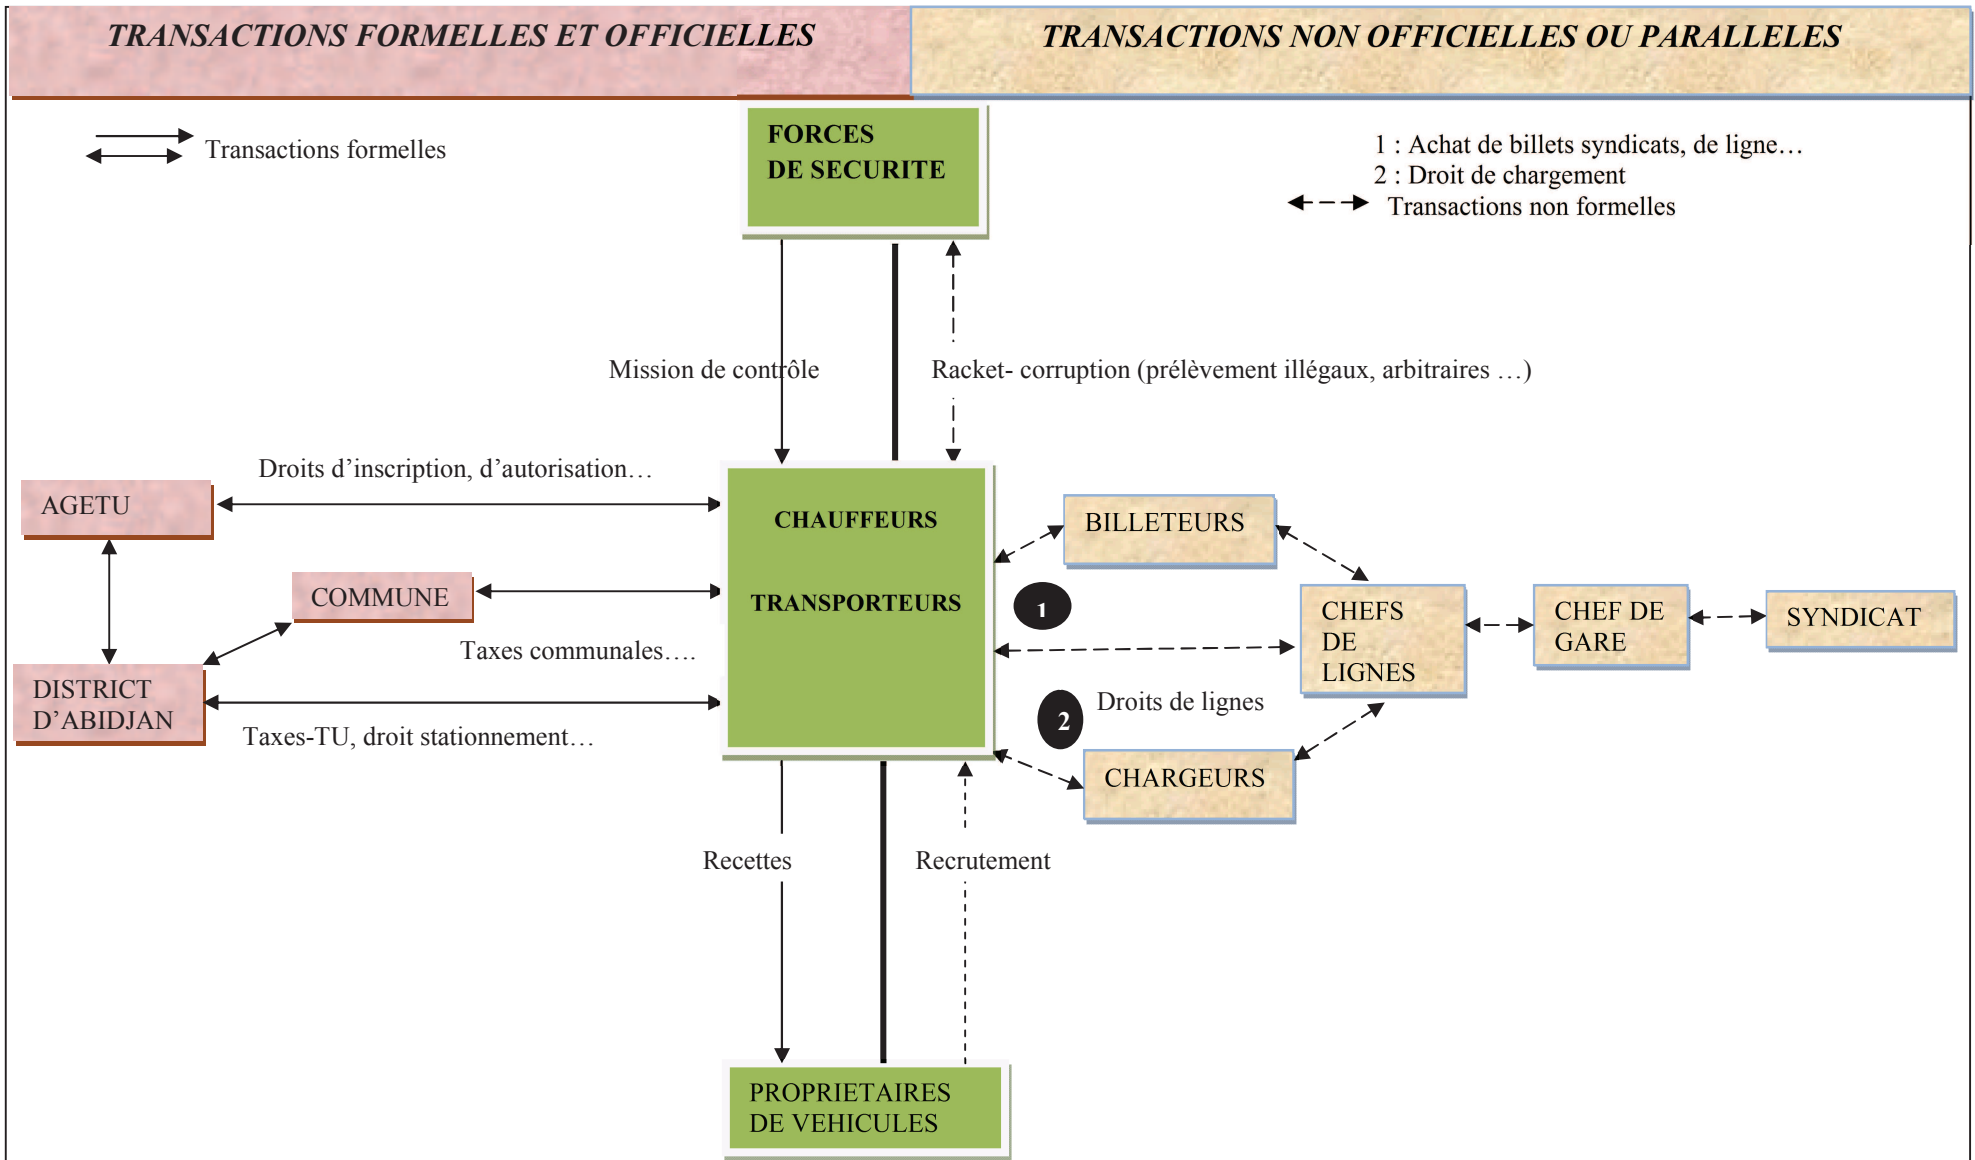 TRANSACTIONS FORMELLES ET OFFICIELLES
TRANSACTIONS NON OFFICIELLES OU PARALLELES
Transactions formelles
FORCES
DE SECURITE
1 : Achat de billets syndicats, de ligne…
2 : Droit de chargement
Transactions non formelles
Mission de contrôle
Racket- corruption (prélèvement illégaux, arbitraires …)
Droits d’inscription, d’autorisation…
AGETU
COMMUNE
Taxes communales….
DISTRICT
D’ABIDJAN
Taxes-TU, droit stationnement…
CHAUFFEURS
TRANSPORTEURS
BILLETEURS
1
CHEFS
DE
LIGNES
CHEF DE
GARE
SYNDICAT
Droits de lignes
2
CHARGEURS
Recettes
Recrutement
PROPRIETAIRES
DE VEHICULES